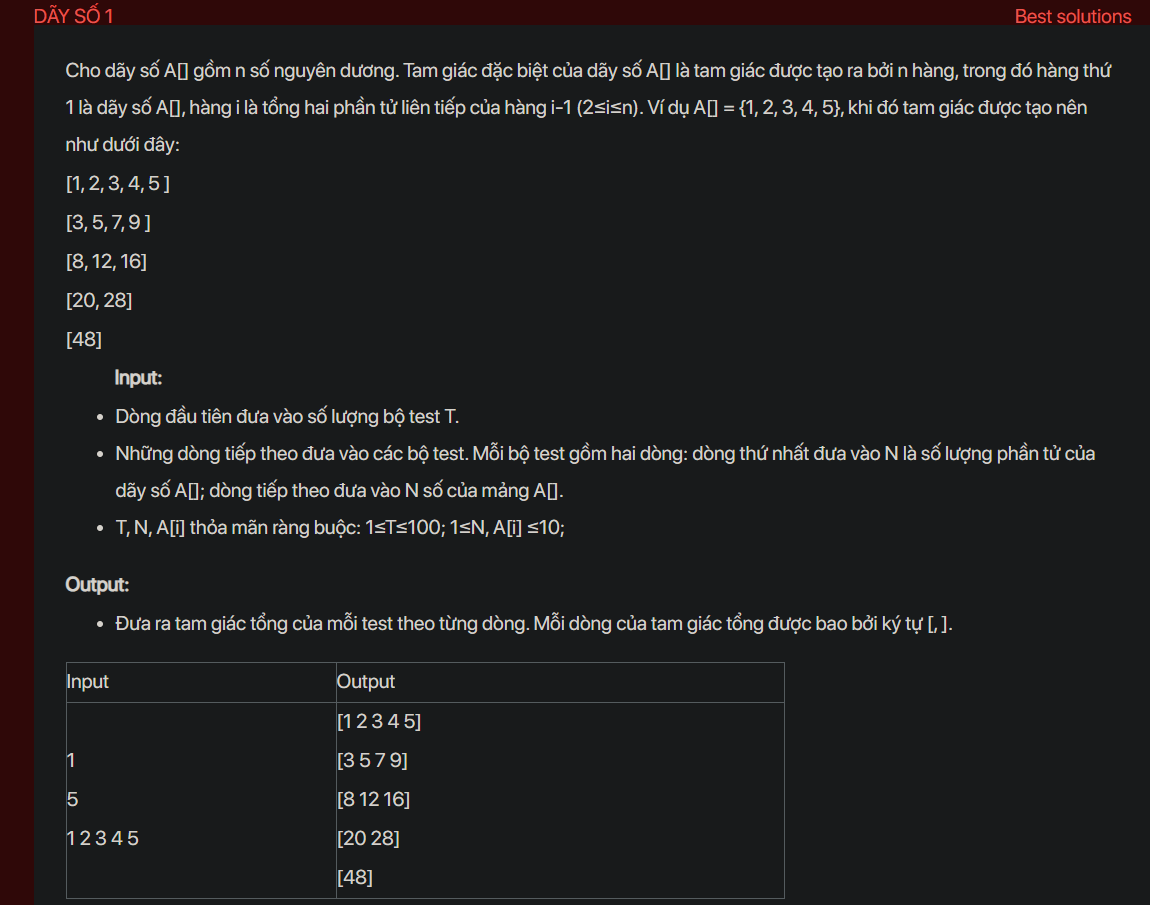 DÃY SỐ 1
Best solutions
Cho dãy số A[] gồm n số nguyên dương. Tam giác đặc biệt của dãy số A[] là tam giác được tạo ra bởi n hàng, trong đó hàng thứ
1 là dãy số A[], hàng i là tổng hai phần tử liên tiếp của hàng i-1 (2≤i≤n). Ví dụ A[] = {1, 2, 3, 4, 5}, khi đó tam giác được tạo nên
như dưới đây:
[1, 2, 3, 4, 5 ]
[3, 5, 7, 9 ]
[8, 12, 16]
[20, 28]
[48]
Input:
• Dòng đầu tiên đưa vào số lượng bộ test T.
• Những dòng tiếp theo đưa vào các bộ test. Mỗi bộ test gồm hai dòng: dòng thứ nhất đưa vào N là số lượng phần tử của
dãy số A[]; dòng tiếp theo đưa vào N số của mảng A[].
• T, N, A[i] thỏa mãn ràng buộc: 1≤T≤100; 1≤N, A[i] ≤10;
Output:
• Đưa ra tam giác tổng của mỗi test theo từng dòng. Mỗi dòng của tam giác tổng được bao bởi ký tự [, ].
Input
Output
1
5
1 2 3 4 5
[1 2 3 4 5]
[3 5 7 9]
[8 12 16]
[20 28]
[48]